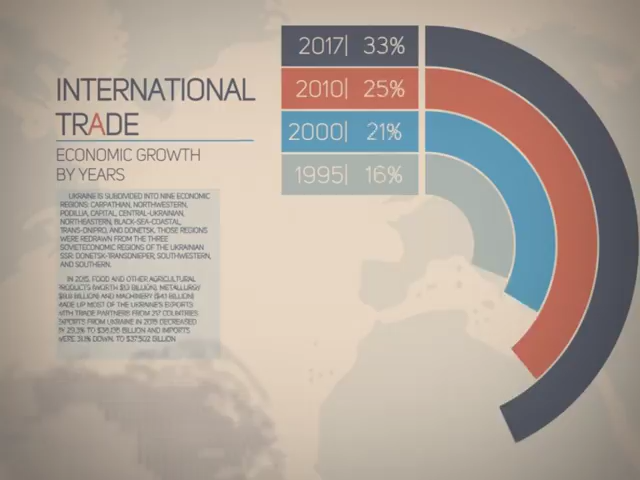 INTERNATIONAL
TRADE
ECONOMIC GROWTH
BY YEARS
UKRAINE IS SUBDIVIDED INTO NINE ECONOMIC
REGIONS: CARPATHIAN, NORTHWESTERN,
PODILLIA, CAPITAL, CENTRAL-UKRAINIAN,
NORTHEASTERN, BLACK-SEA-COASTAL,
TRANS-DNIPRO, AND DONETSK. THOSE REGIONS
WERE REDRAWN FROM THE THREE
SOVIETECONOMIC REGIONS OF THE UKRAINIAN
SSR: DONETSK-TRANSDNIEPER, SOUTHWESTERN,
AND SOUTHERN.
IN 2015, FOOD AND OTHER AGRICULTURAL
PRODUCTS (WORTH $13 BILLION), METALLURGY
BILLION) AND MACHINERY ($4.1 BILLION)
MADE UP MOST OF THE UKRAINE'S EXPORTS
WITH TRADE PARTNERS FROM 217 COUNTRIES.
EXPORTS FROM UKRAINE IN 2015 DECREASED
BY 29.3% TO BILLION AND IMPORTS
WERE 31.1% DOWN, TO $37.502 BILLION
2017| 33%
2010| 25%
2000| 21%
1995| 16%